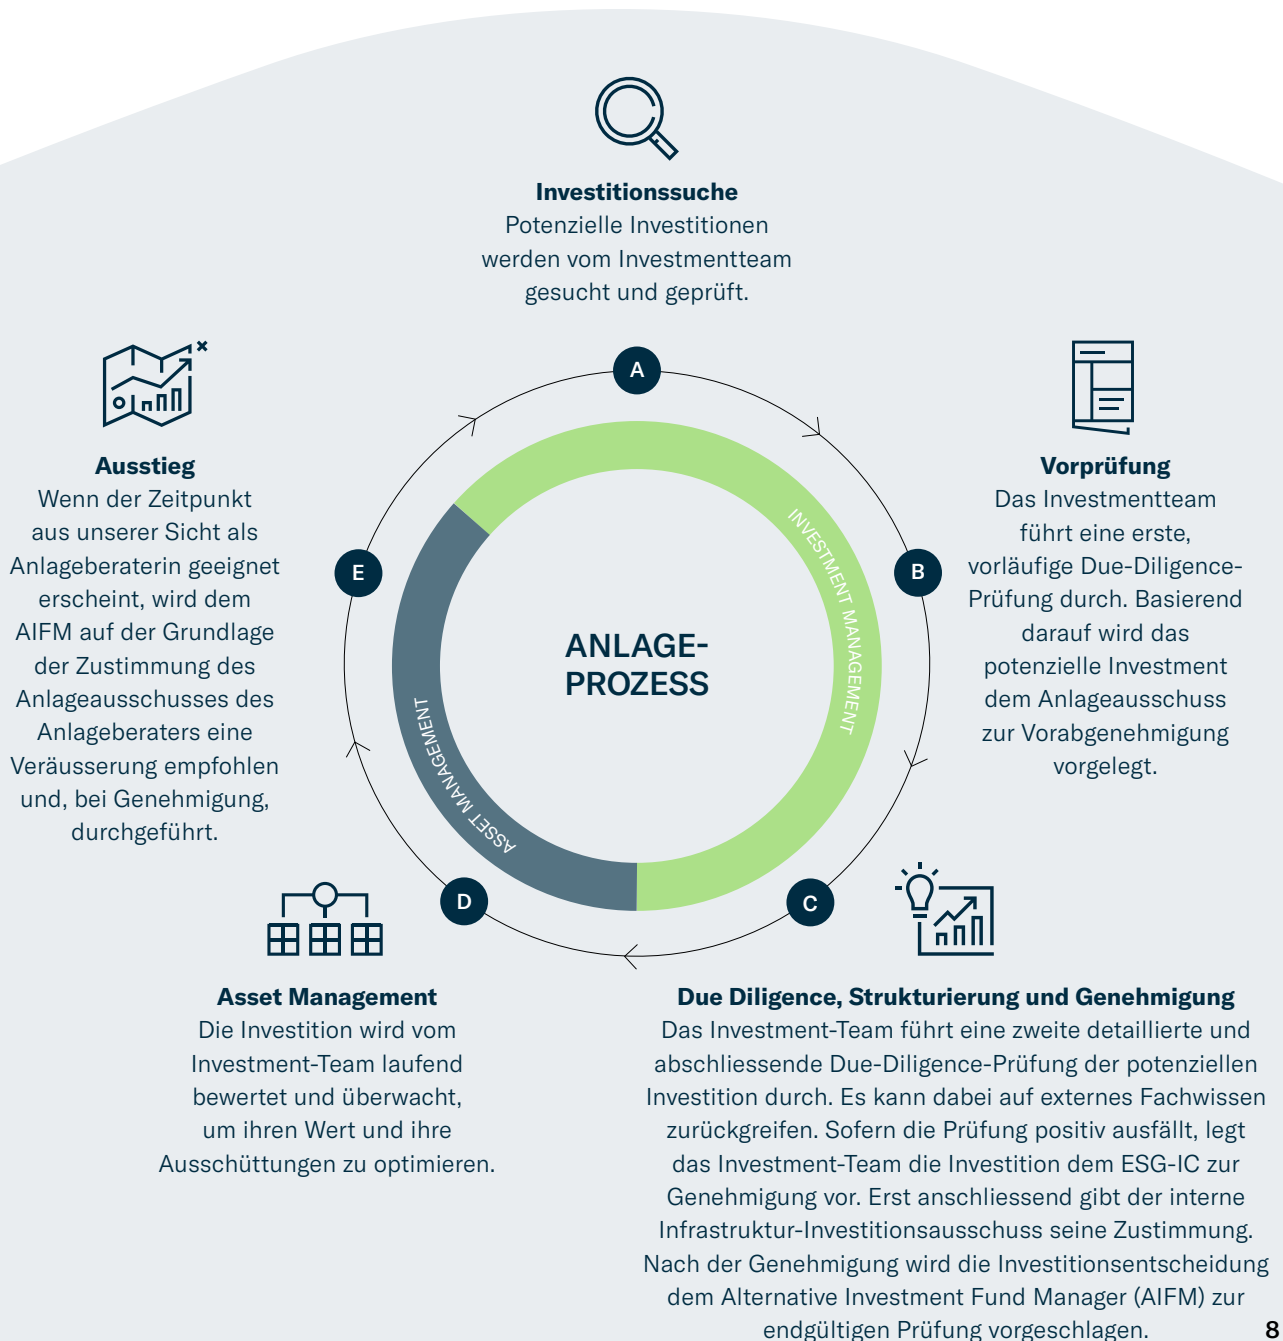 Investitionssuche
Potenzielle Investitionen
werden vom Investmentteam
gesucht und geprüft.
A
Vorprüfung
Das Investmentteam
führt eine erste,
vorläufige Due-Diligence-
Prüfung durch. Basierend
darauf wird das
potenzielle Investment
dem Anlageausschuss
zur Vorabgenehmigung
vorgelegt.
B
Ausstieg
Wenn der Zeitpunkt
aus unserer Sicht als
Anlageberaterin geeignet
erscheint, wird dem
AIFM auf der Grundlage
der Zustimmung des
Anlageausschusses des
Anlageberaters eine
Veräusserung empfohlen
und, bei Genehmigung,
durchgeführt.
E
ANLAGE-
PROZESS
INVESTMENT MANAGEMENT
ASSET MANAGEMENT
D
C
Asset Management
Die Investition wird vom
Investment-Team laufend
bewertet und überwacht,
um ihren Wert und ihre
Ausschüttungen zu optimieren.
Due Diligence, Strukturierung und Genehmigung
Das Investment-Team führt eine zweite detaillierte und
abschliessende Due-Diligence-Prüfung der potenziellen
Investition durch. Es kann dabei auf externes Fachwissen
zurückgreifen. Sofern die Prüfung positiv ausfällt, legt
das Investment-Team die Investition dem ESG-IC zur
Genehmigung vor. Erst anschliessend gibt der interne
Infrastruktur-Investitionsausschuss seine Zustimmung.
Nach der Genehmigung wird die Investitionsentscheidung
dem Alternative Investment Fund Manager (AIFM) zur
endgültigen Prüfung vorgeschlagen.
8